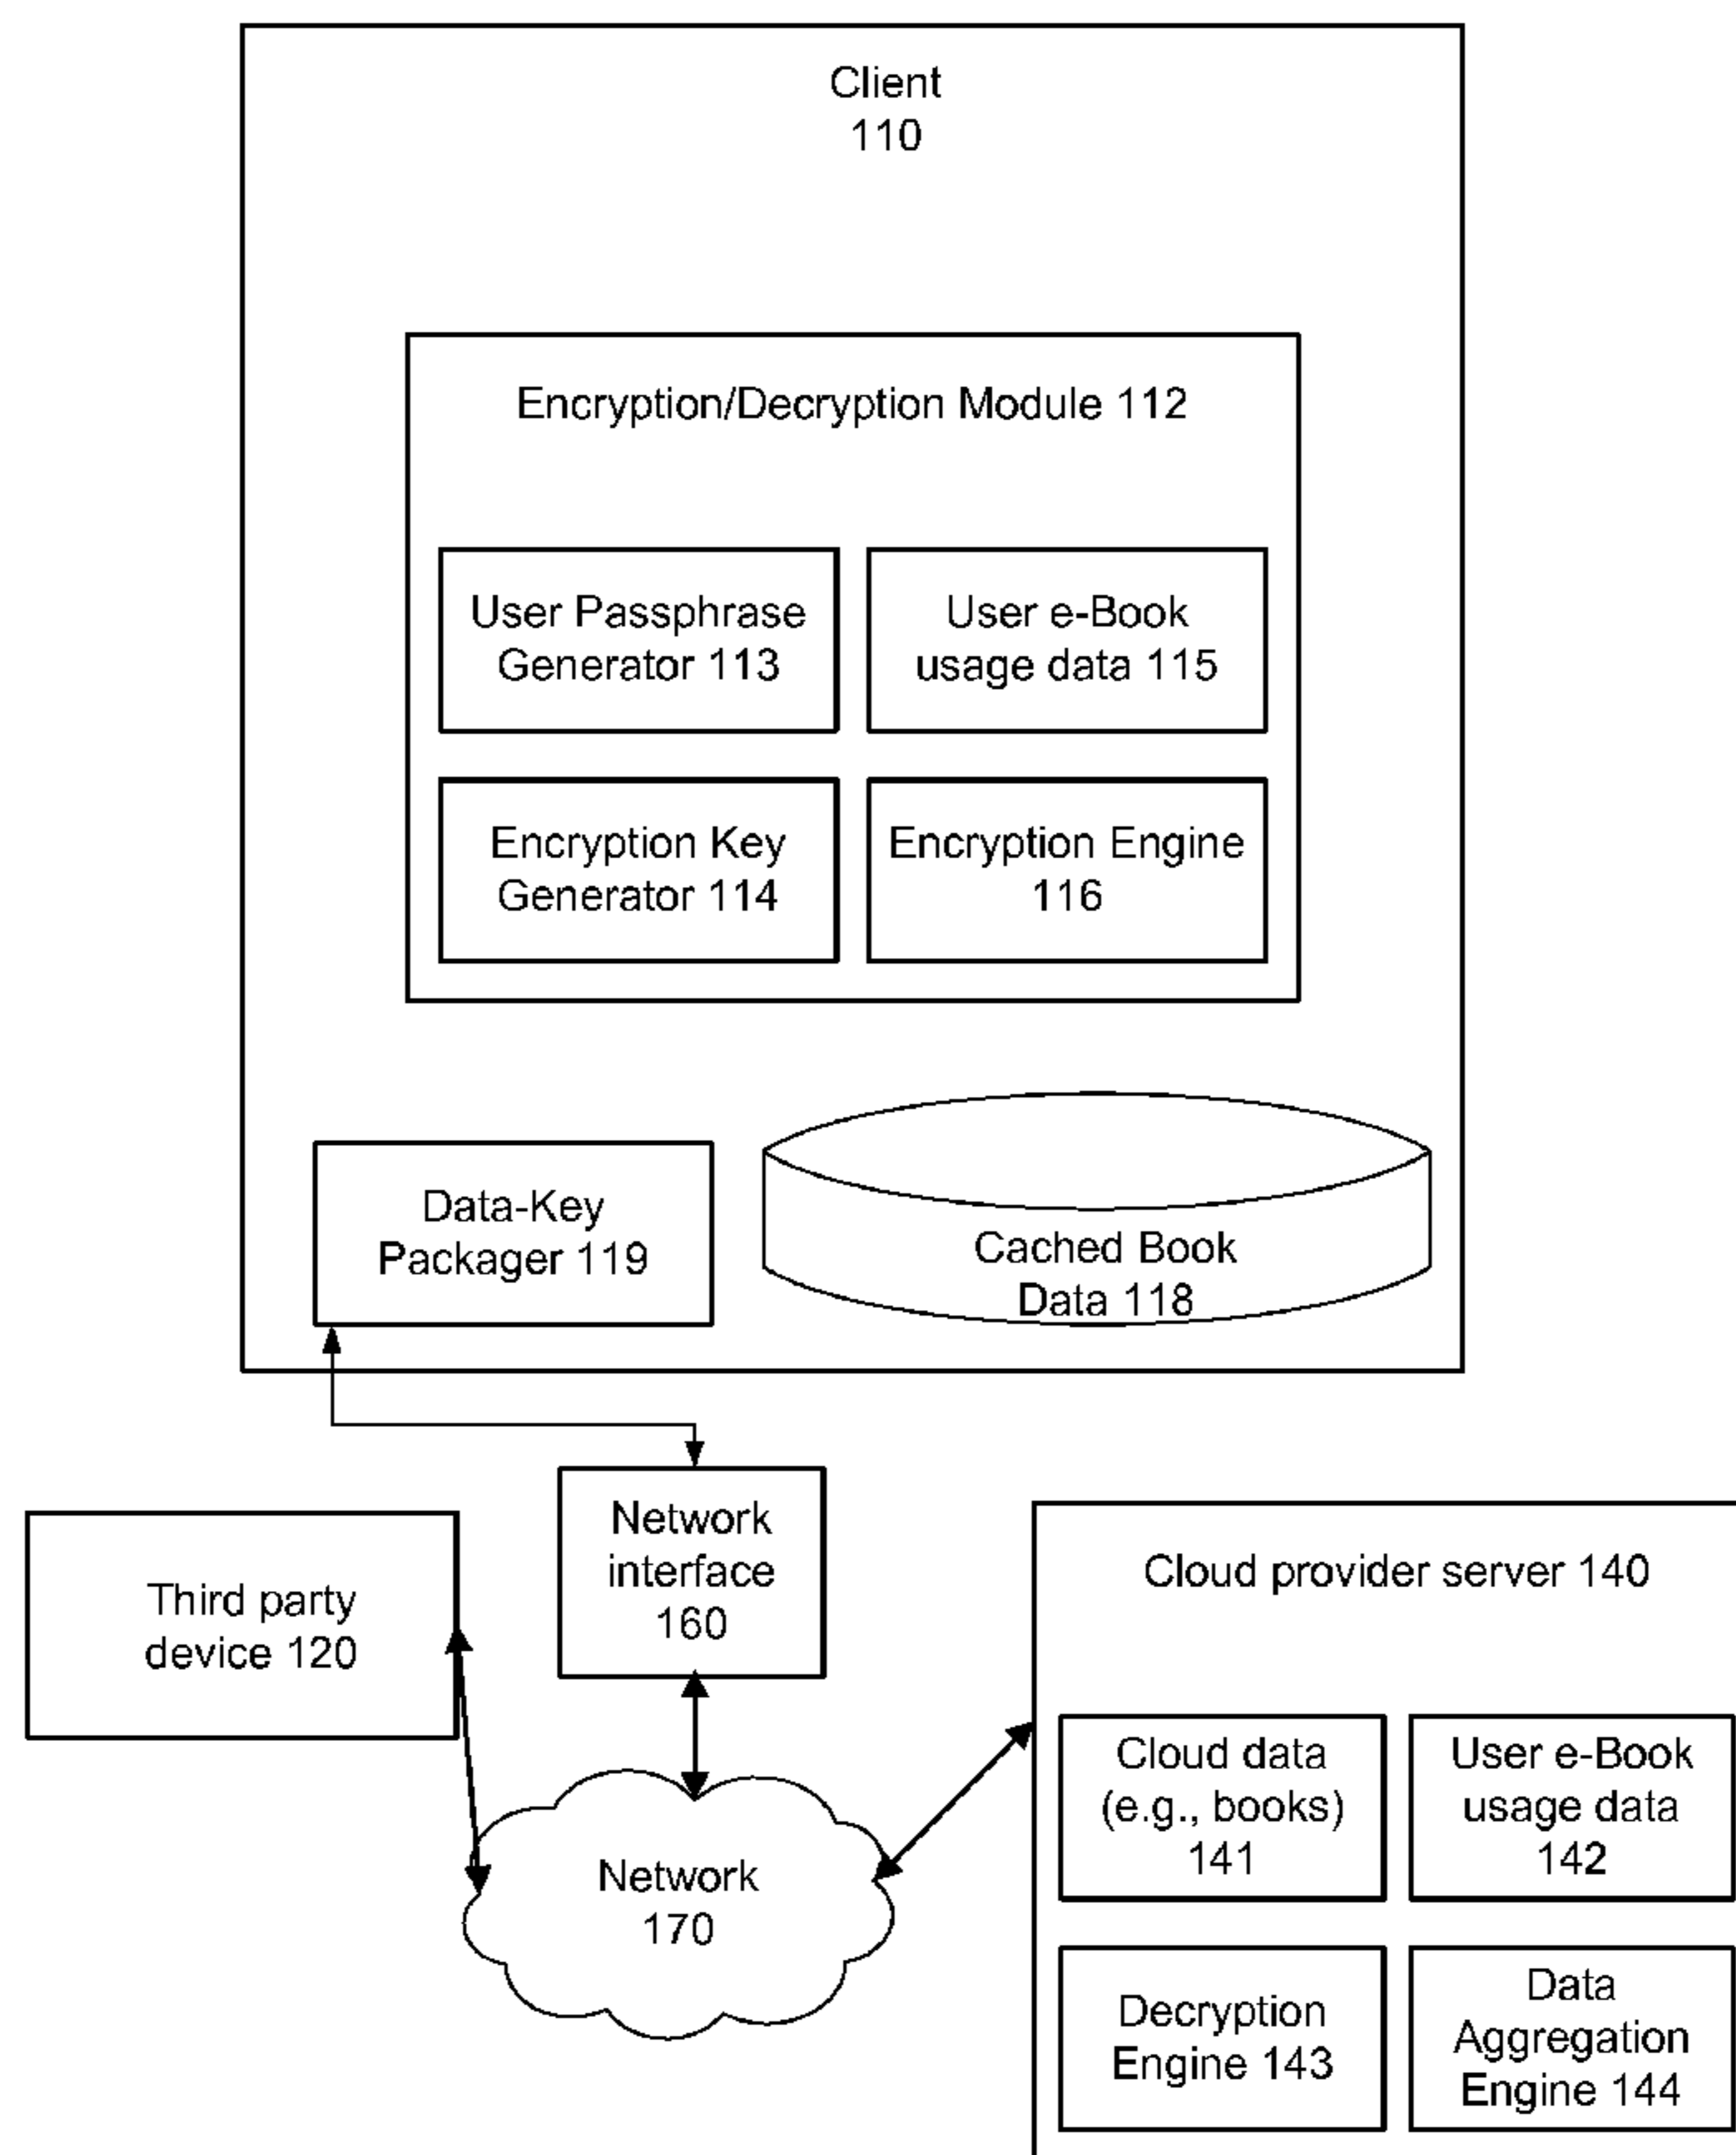 Client
110
Encryption/Decryption Module 112
User Passphrase
Generator 113
User e-Book
usage data 115
Encryption Key
Generator 114
Encryption Engine
116
Data-Key
Packager 119
Cached Book
Data 118
Network
interface
160
Third party
device 120
Cloud provider server 140
Cloud data
(e.g., books)
141
User e-Book
usage data
142
Network
170
Decryption
Engine 143
Data
Aggregation
Engine 144